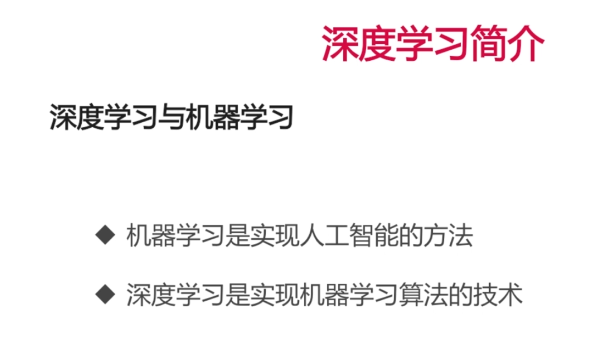 深度学习简介
深度学习与机器学习
◆ 机器学习是实现人工智能的方法
◆ 深度学习是实现机器学习算法的技术